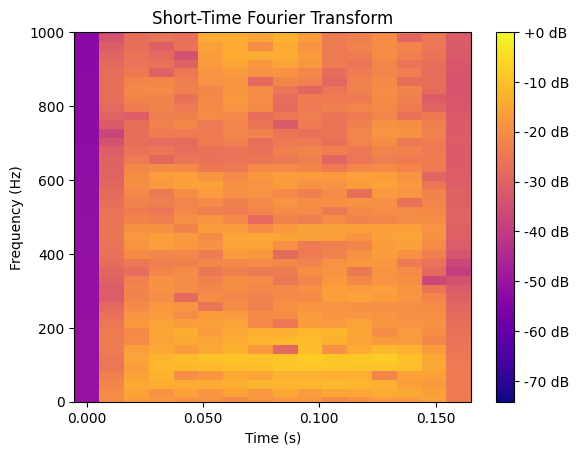 Short-Time Fourier Transform
1000
800
600
400
200
0
Frequency (Hz)
0.000
0.050
0.100
0.150
Time (s)
+0 dB
-10 dB
-20 dB
-30 dB
-40 dB
-50 dB
-60 dB
-70 dB